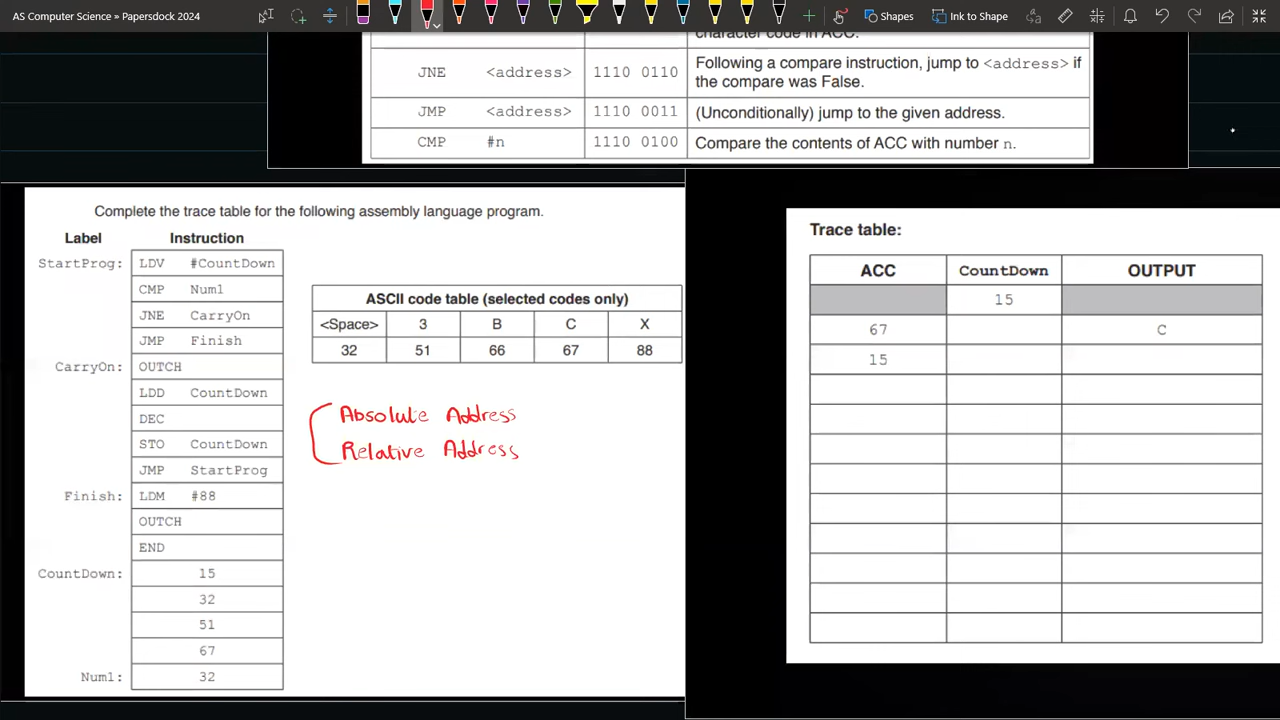 AS Computer Science » Papersdock 2024
Shapes
Ink to Shape
character code in ACC.
JNE <address> 1110 0110 Following a compare instruction, jump to <address> if
the compare was False.
JMP <address> 1110 0011 (Unconditionally) jump to the given address.
CMP #n 1110 0100 Compare the contents of ACC with number n.
Complete the trace table for the following assembly language program.
Label Instruction
StartProg: LDV #CountDown
CMP Num1
JNE CarryOn
JMP Finish
CarryOn: OUTCH
LDD CountDown
DEC
STO CountDown
JMP StartProg
Finish: LDM #88
OUTCH
END
CountDown: 15
32
51
67
Num1: 32
ASCII code table (selected codes only)
<Space> 3 B C X
32 51 66 67 88
Absolute Address
Relative Address
Trace table:
ACC CountDown OUTPUT
15
67 C
15